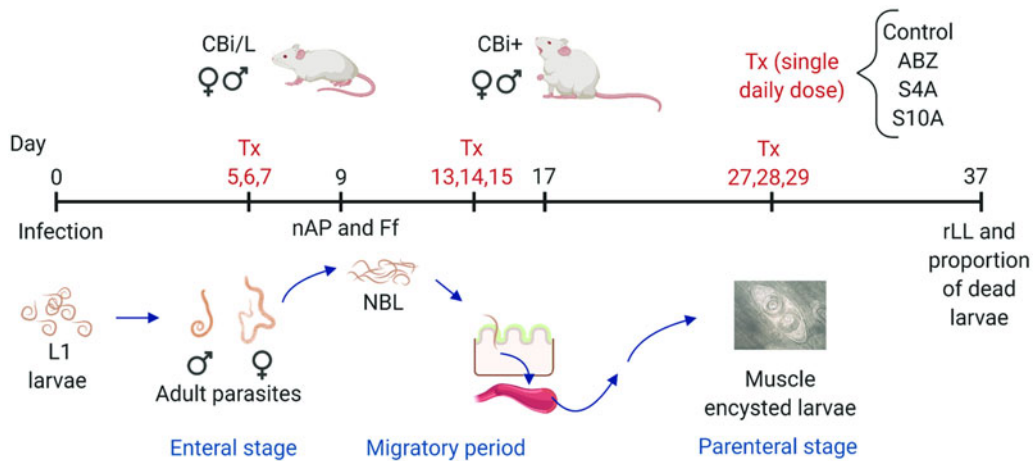 CBi/L
♀♂
CBi+
♀♂
Tx (single
daily dose)
Control
ABZ
S4A
S10A
Day
Tx
Tx
Tx
0
5,6,7
9
13,14,15
17
27,28,29
37
Infection
nAP and Ff
rLL and
proportion
of dead
larvae
L1
larvae
♂ ♀
Adult parasites
NBL
Muscle
encysted larvae
Enteral stage
Migratory period
Parenteral stage